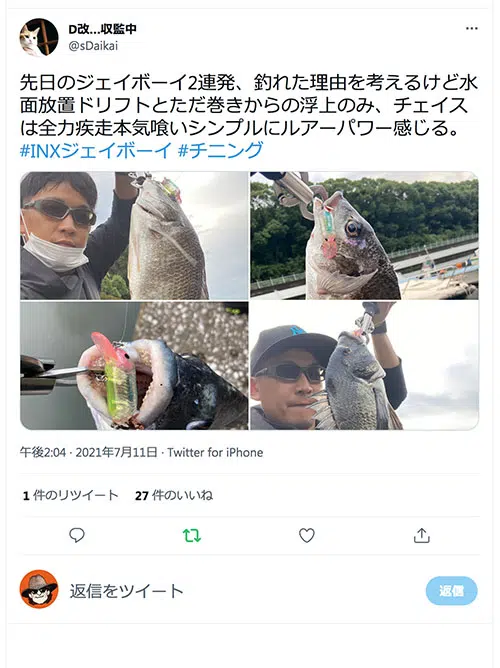 D改...収監中
@sDaikai
先日のジェイボーイ2連発、釣れた理由を考えるけど水
面放置ドリフトとただ巻きからの浮上のみ、チェイス
は全力疾走本気喰いシンプルにルアーパワー感じる。
#INXジェイボーイ #チニング
午後2:04 · 2021年7月11日 · Twitter for iPhone
1 件のリツイート 27 件のいいね
返信をツイート
返信